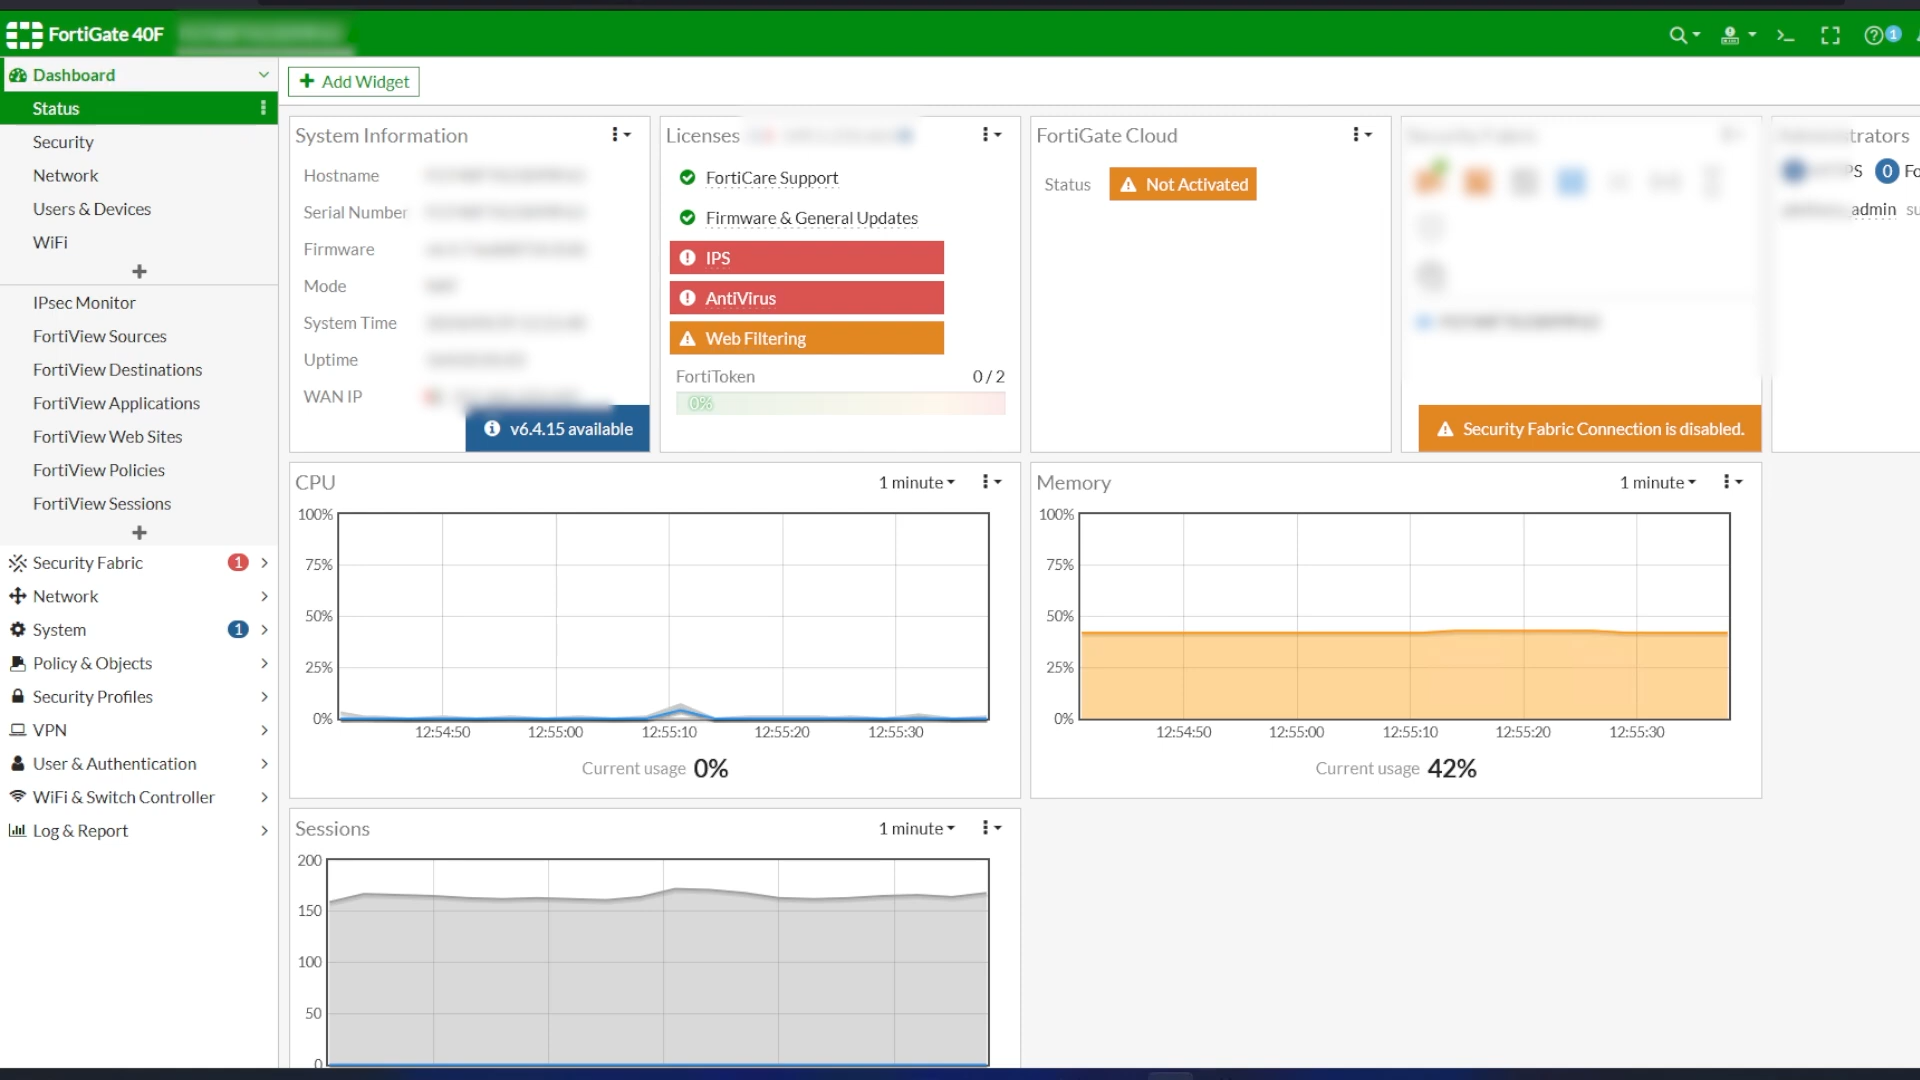 FortiGate 40F
1
Dashboard
Status
Security
Network
Users & Devices
WiFi
IPsec Monitor
FortiView Sources
FortiView Destinations
FortiView Applications
FortiView Web Sites
FortiView Policies
FortiView Sessions
Security Fabric 1
Network
System 1
Policy & Objects
Security Profiles
VPN
User & Authentication
WiFi & Switch Controller
Log & Report
Add Widget
System Information
Hostname
Serial Number
Firmware
Mode
System Time
Uptime
WAN IP
v6.4.15 available
Licenses
FortiCare Support
Firmware & General Updates
IPS
AntiVirus
Web Filtering
FortiToken 0 / 2
0%
FortiGate Cloud
Status Not Activated
Security Fabric Connection is disabled.
0 Fo
admin su
CPU 1 minute
100%
75%
50%
25%
0%
12:54:50 12:55:00 12:55:10 12:55:20 12:55:30
Current usage 0%
Memory 1 minute
100%
75%
50%
25%
0%
12:54:50 12:55:00 12:55:10 12:55:20 12:55:30
Current usage 42%
Sessions 1 minute
200
150
100
50
0